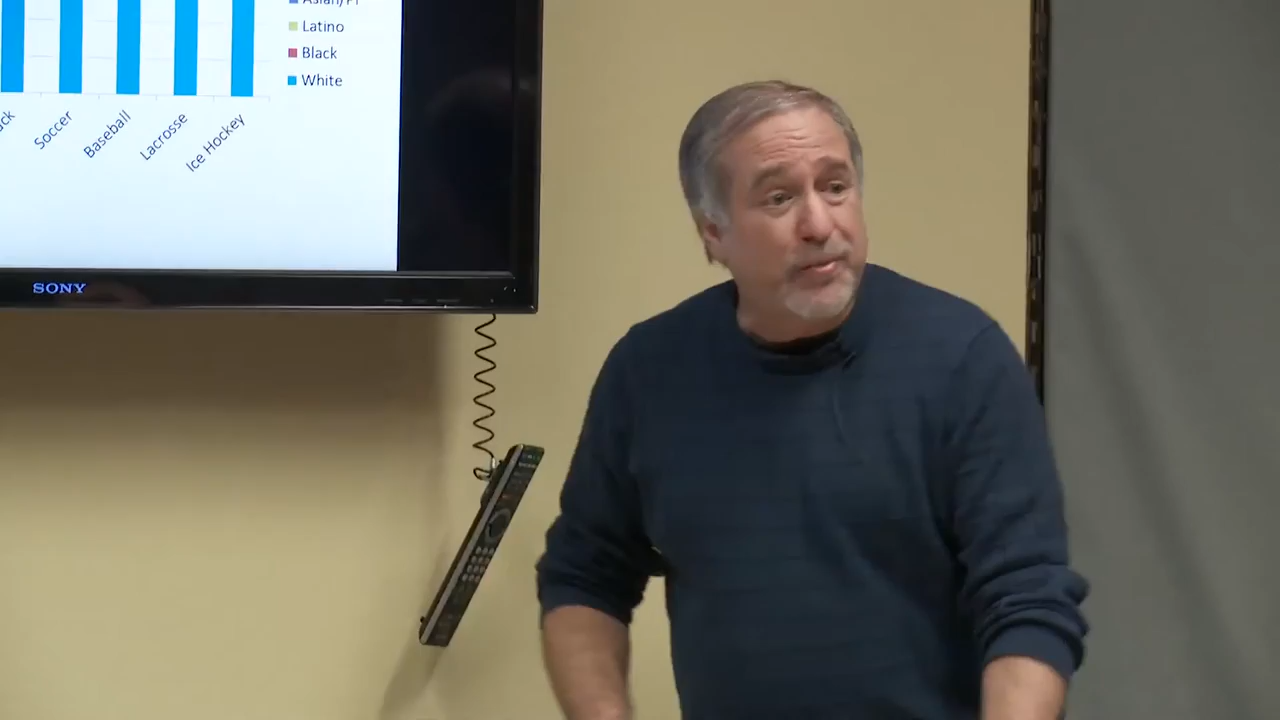 Latino
Black
White
Soccer
Baseball
Lacrosse
Ice Hockey
SONY